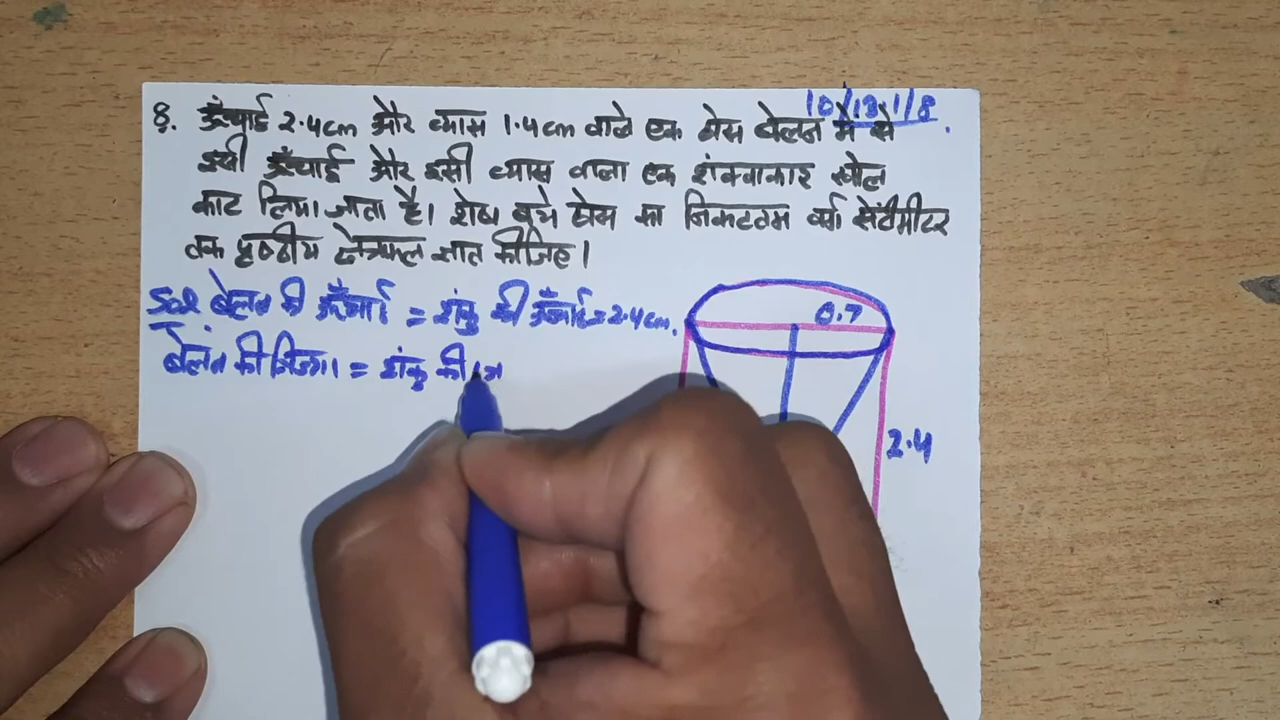 10/13.1/8.
8. ऊँचाई 2.4cm और व्यास 1.4cm वाले एक ठोस बेलन में से
इसी ऊँचाई और इसी व्यास वाला एक शंक्वाकार खोल
काट लिया जाता है। शेष बचे ठोस का निकटतम वर्ग सेंटीमीटर
तक पृष्ठीय क्षेत्रफल ज्ञात कीजिए।
Sol बेलन की ऊँचाई = शंकु की ऊँचाई = 2.4cm.
बेलन की त्रिज्या = शंकु की
0.7
2.4